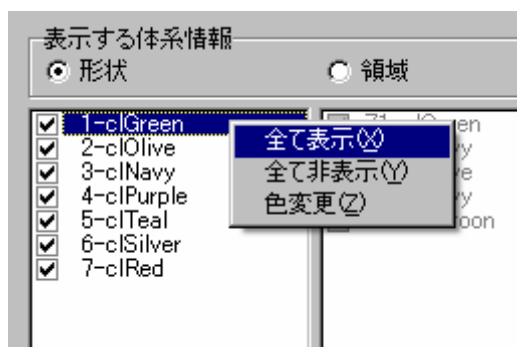 表示する体系情報
形状
領域
1-clGreen
2-clOlive
3-clNavy
4-clPurple
5-clTeal
6-clSilver
7-clRed
全て表示(X)
全て非表示(Y)
色変更(Z)